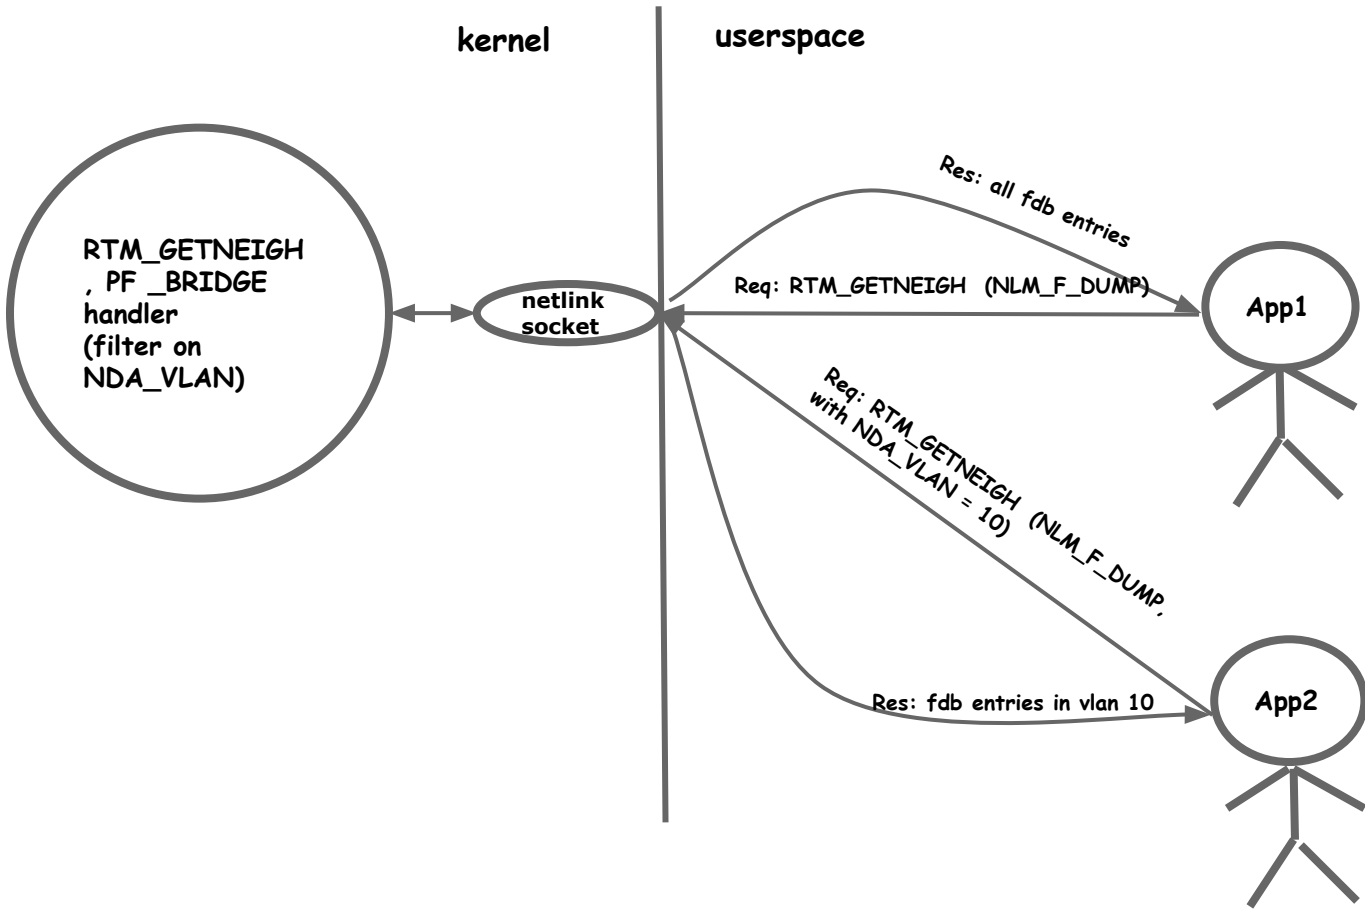 kernel
userspace
RTM_GETNEIGH
, PF _BRIDGE
handler
(filter on
NDA_VLAN)
netlink
socket
Res: all fdb entries
Req: RTM_GETNEIGH (NLM_F_DUMP)
App1
Req: RTM_GETNEIGH (NLM_F_DUMP,
with NDA_VLAN = 10)
Res: fdb entries in vlan 10
App2